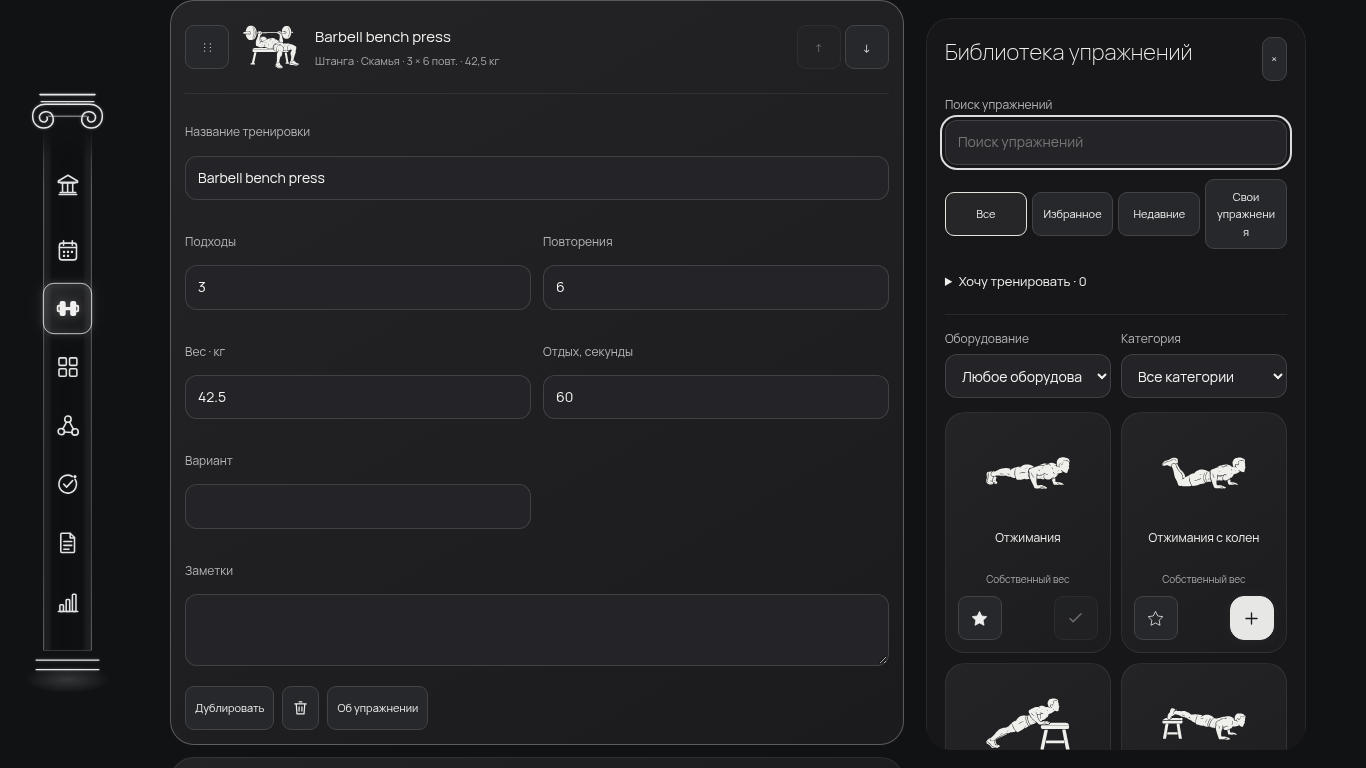 Barbell bench press
Штанга · Скамья · 3 × 6 повт. · 42,5 кг
↑
↓
Название тренировки
Barbell bench press
Подходы
Повторения
3
6
Вес · кг
Отдых, секунды
42.5
60
Вариант
Заметки
Дублировать
Об упражнении
Библиотека упражнений
×
Поиск упражнений
Поиск упражнений
Все
Избранное
Недавние
Свои
упражнени
я
Хочу тренировать · 0
Оборудование
Категория
Любое оборудова
Все категории
Отжимания
Отжимания с колен
Собственный вес
Собственный вес